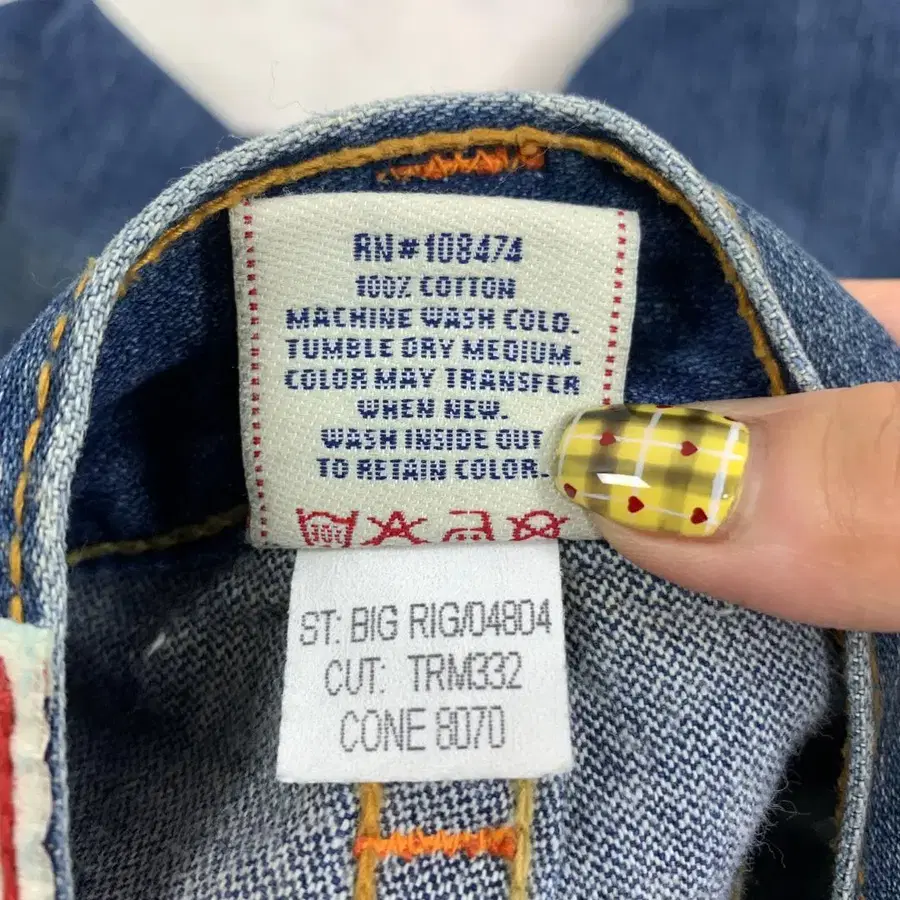 RN#108474
100% COTTON
MACHINE WASH COLD.
TUMBLE DRY MEDIUM.
COLOR MAY TRANSFER
WHEN NEW.
WASH INSIDE OUT
TO RETAIN COLOR.
ST: BIG RIG/04804
CUT: TRM332
CONE 8070